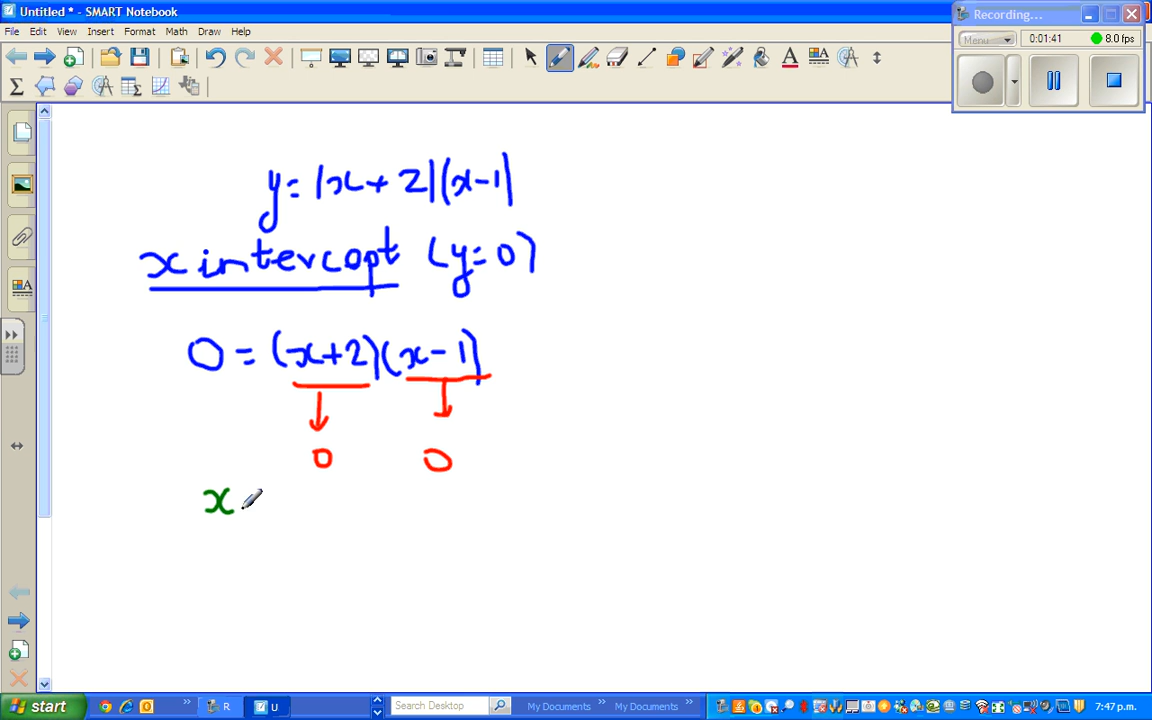 Untitled * - SMART Notebook
Recording...
File Edit View Insert Format Math Draw Help
Menu 0:01:41 8.0 fps
y=|x+2|(x-1)
x intercept (y=0)
0=(x+2)(x-1)
0 0
x
start R U Search Desktop My Documents » My Documents » 7:47 p.m.